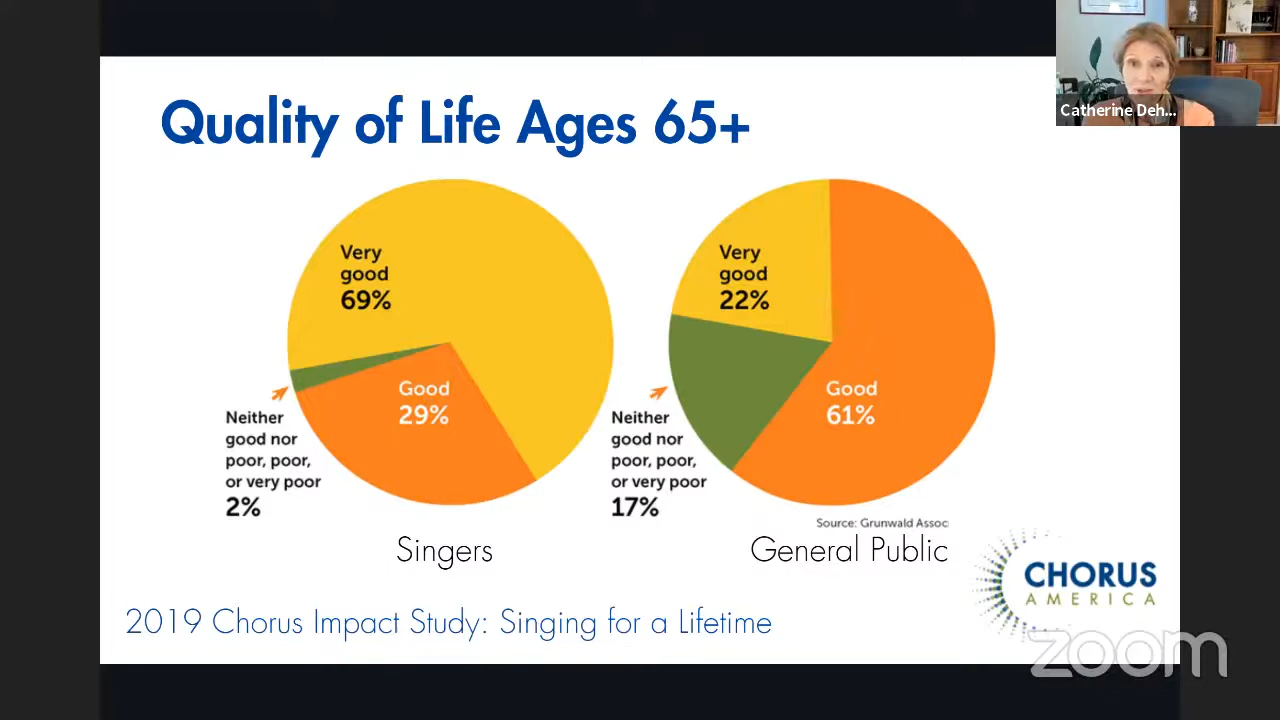 Catherine Deh...
Quality of Life Ages 65+
Very
good
69%
Good
29%
Neither
good nor
poor, poor,
or very poor
2%
Singers
Very
good
22%
Good
61%
Neither
good nor
poor, poor,
or very poor
17%
Source: Grunwald Assoc
General Public
CHORUS
AMERICA
2019 Chorus Impact Study: Singing for a Lifetime
zoom